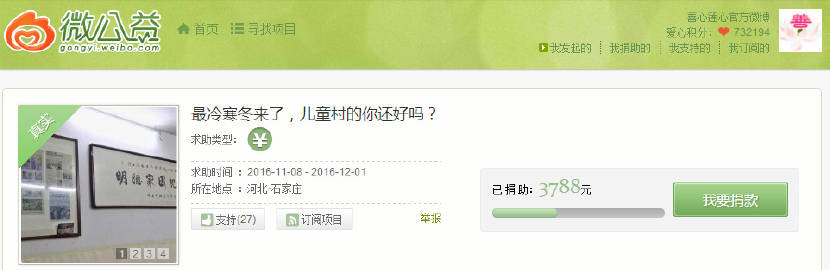 微公益
gongyi.weibo.com
首页 寻找项目
善心莲心官方微博
爱心积分: 732194
我发起的 我捐助的 我支持的 我订阅的
善
真实
1 2 3 4
最冷寒冬来了，儿童村的你还好吗？
求助类型: ¥
求助时间：2016-11-08 - 2016-12-01
所在地点：河北-石家庄
支持(27) 订阅项目 举报
已捐助: 3788元
我要捐款